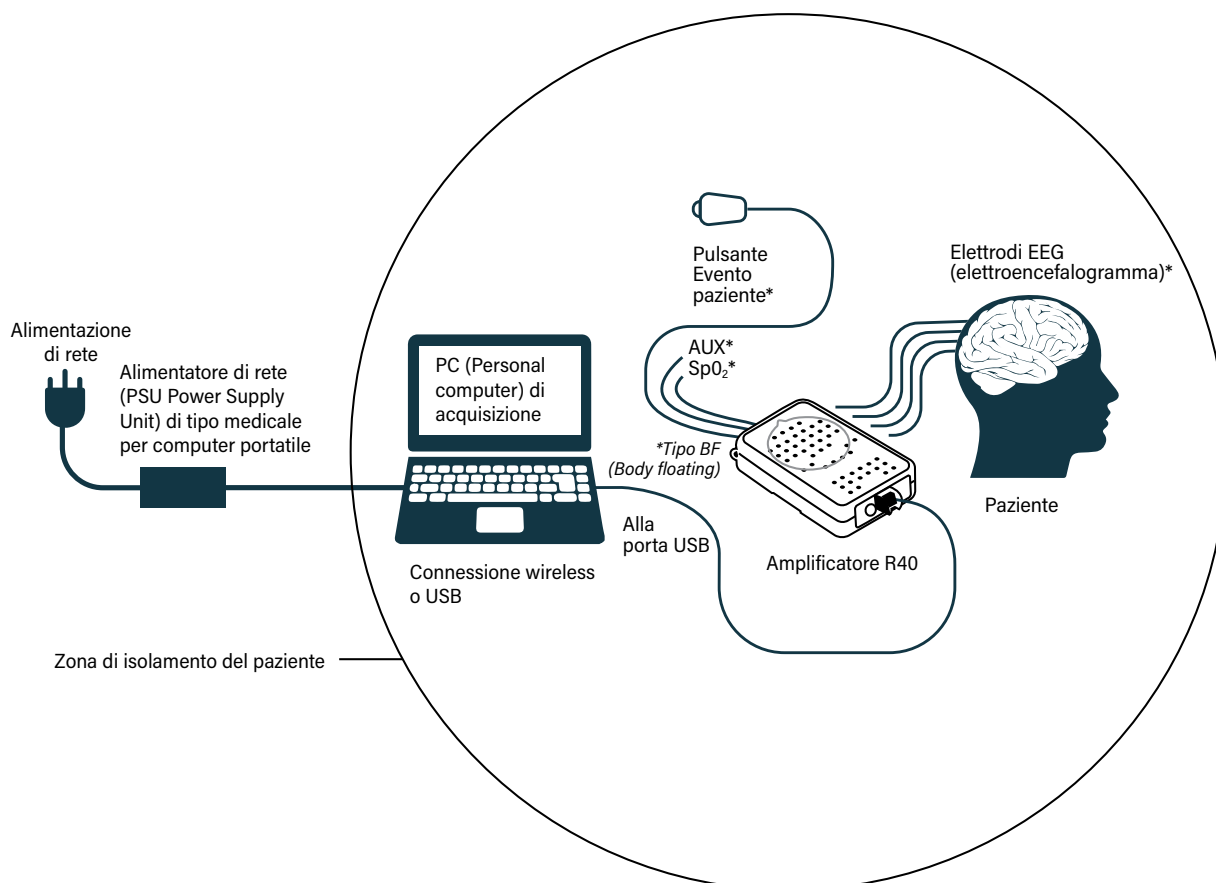 Alimentazione
di rete
Alimentatore di rete
(PSU Power Supply
Unit) di tipo medicale
per computer portatile
PC (Personal
computer) di
acquisizione
Connessione wireless
o USB
Zona di isolamento del paziente
Pulsante
Evento
paziente*
AUX*
Sp0₂*
*Tipo BF
(Body floating)
Alla
porta USB
Amplificatore R40
Elettrodi EEG
(elettroencefalogramma)*
Paziente